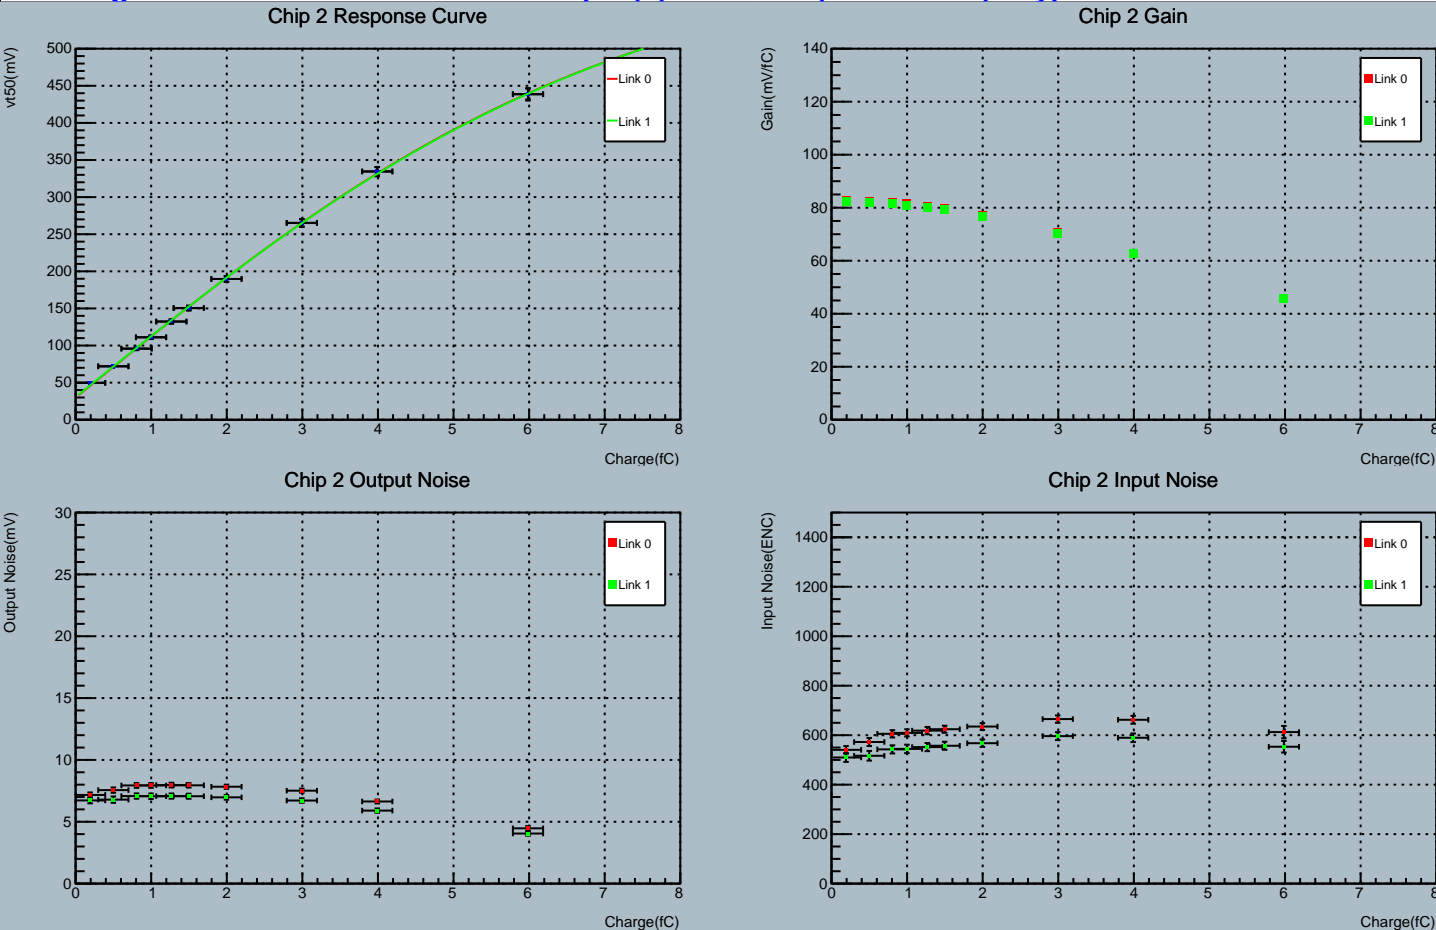 Chip 2 Response Curve
vt50(mV)
500
450
400
350
300
250
200
150
100
50
0
0 1 2 3 4 5 6 7 8
Charge(fC)
Link 0
Link 1
Chip 2 Gain
Gain(mV/fC)
140
120
100
80
60
40
20
0
0 1 2 3 4 5 6 7 8
Charge(fC)
Link 0
Link 1
Chip 2 Output Noise
Output Noise(mV)
30
25
20
15
10
5
0
0 1 2 3 4 5 6 7 8
Charge(fC)
Link 0
Link 1
Chip 2 Input Noise
Input Noise(ENC)
1400
1200
1000
800
600
400
200
0
0 1 2 3 4 5 6 7 8
Charge(fC)
Link 0
Link 1